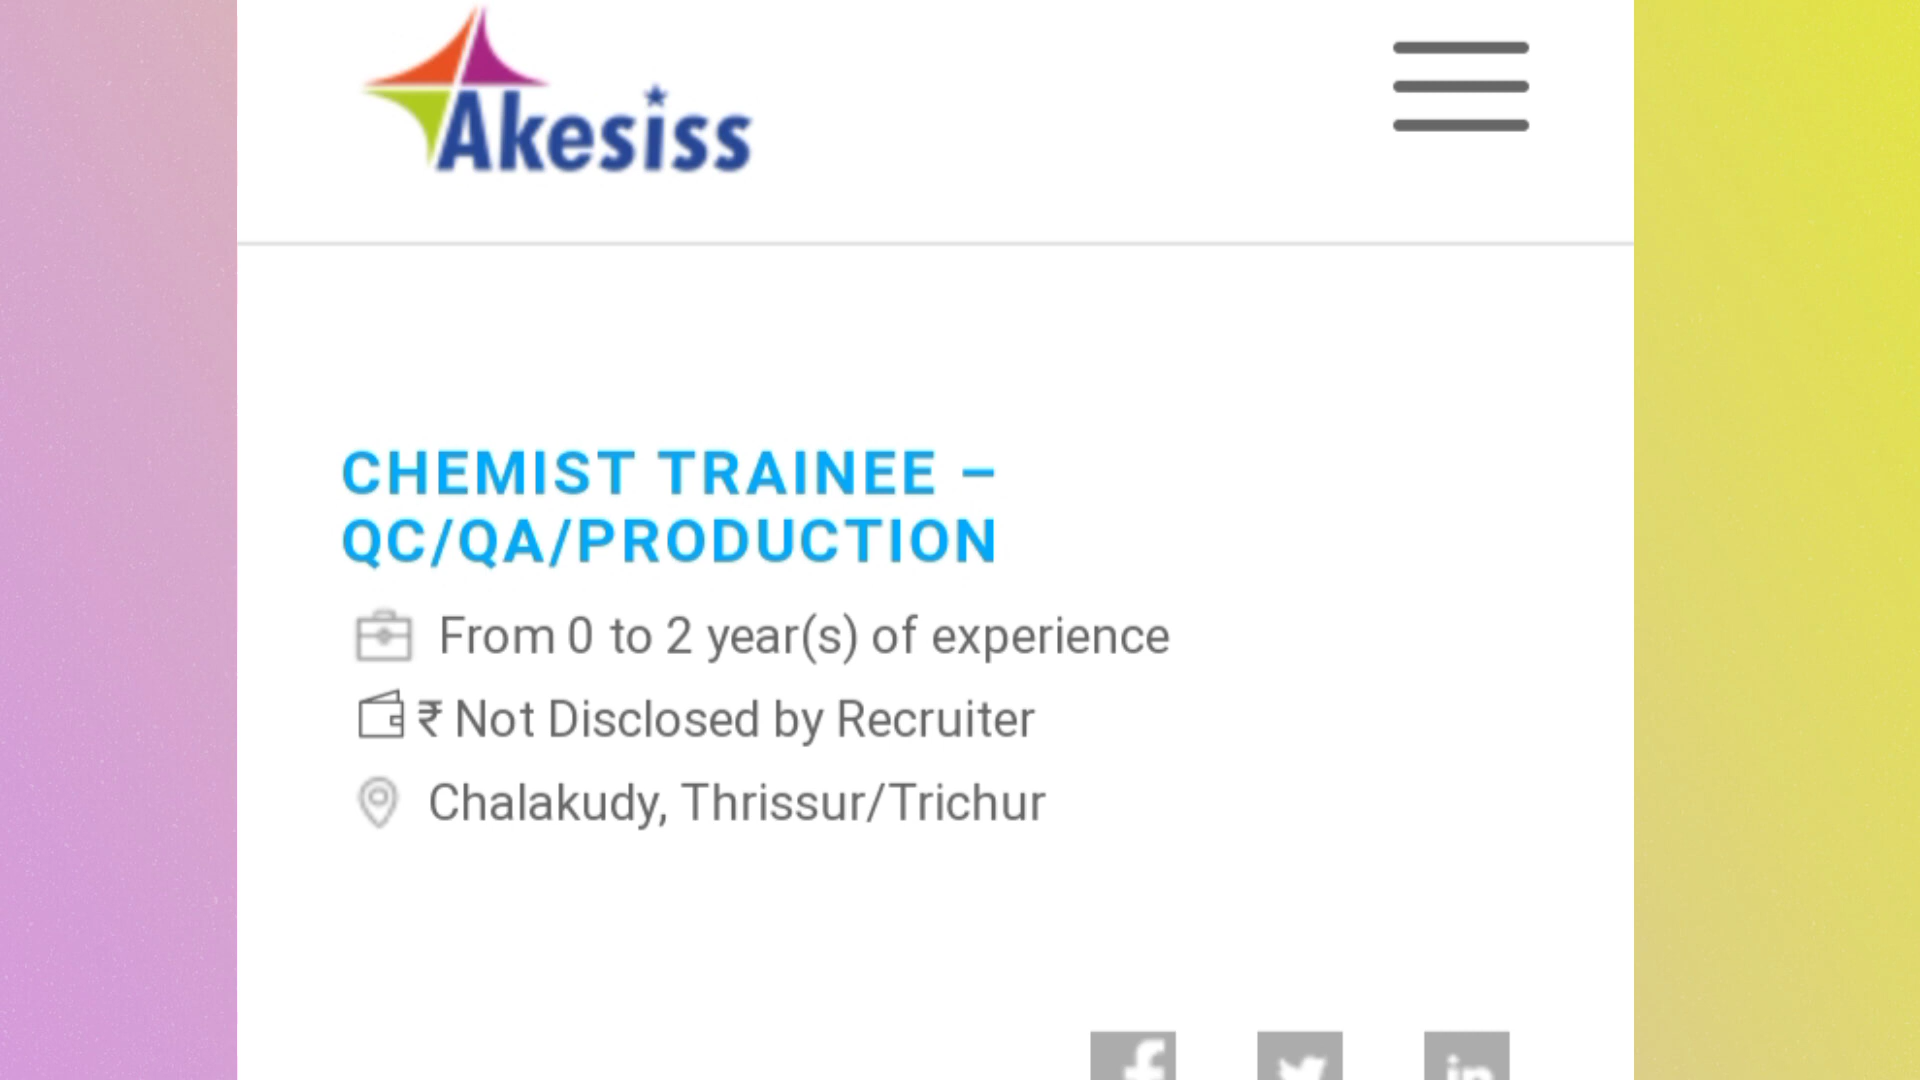 Akesiss
CHEMIST TRAINEE –
QC/QA/PRODUCTION
From 0 to 2 year(s) of experience
₹ Not Disclosed by Recruiter
Chalakudy, Thrissur/Trichur